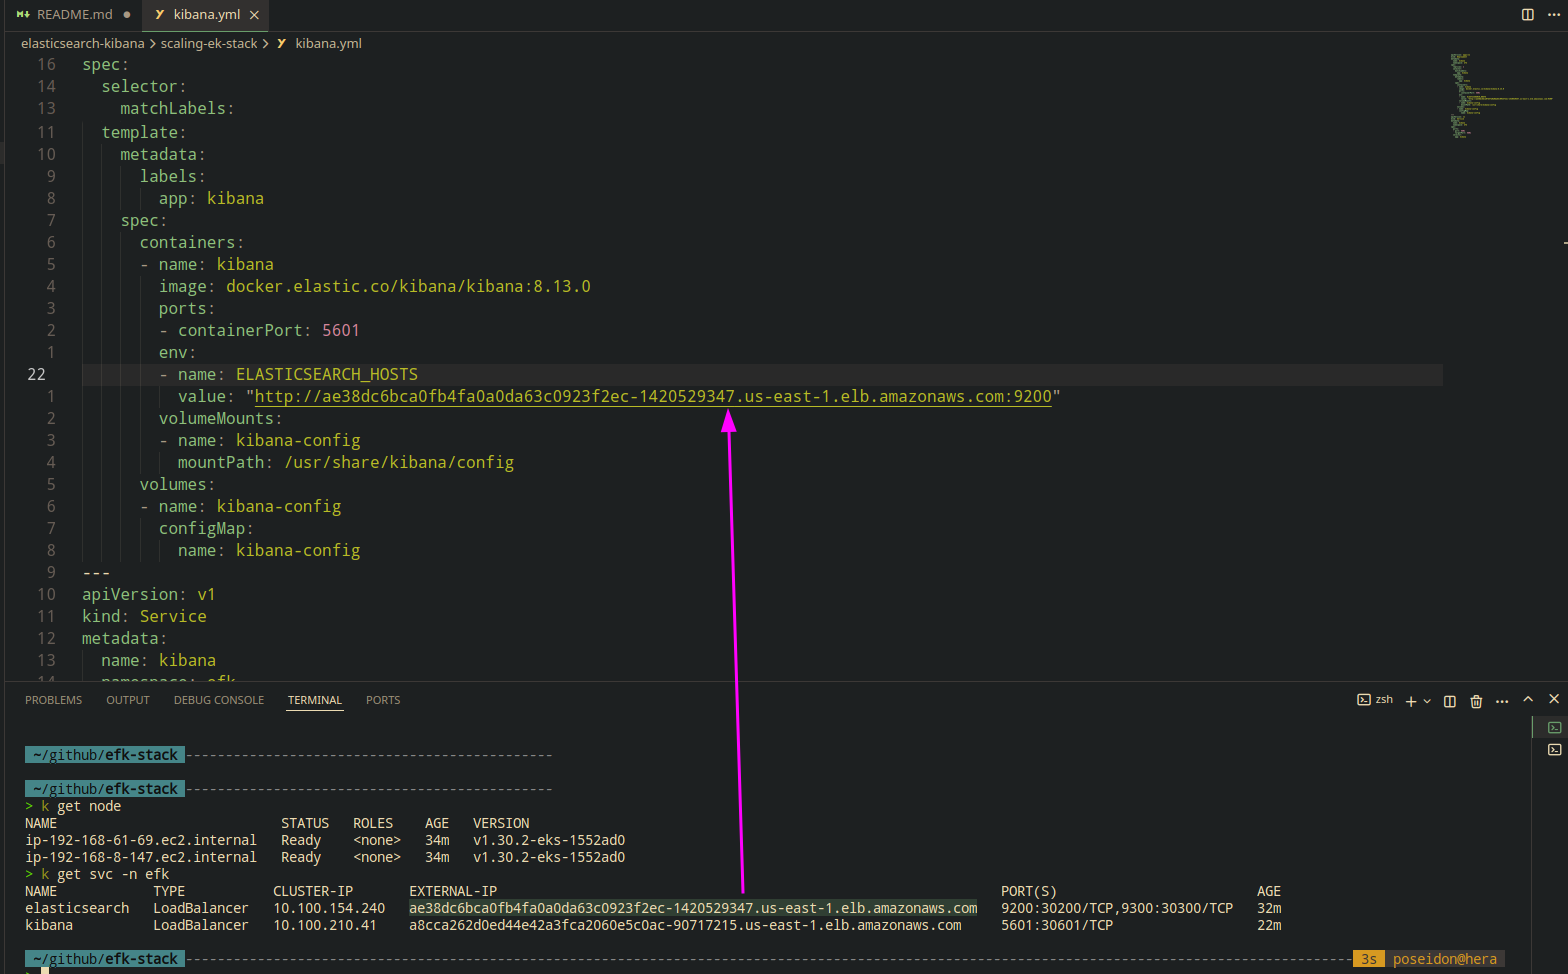 README.md
kibana.yml
elasticsearch-kibana > scaling-ek-stack > kibana.yml
16 spec:
14 selector:
13 matchLabels:
11 template:
10 metadata:
9 labels:
8 app: kibana
7 spec:
6 containers:
5 - name: kibana
4 image: docker.elastic.co/kibana/kibana:8.13.0
3 ports:
2 - containerPort: 5601
1 env:
22 - name: ELASTICSEARCH_HOSTS
1 value: "http://ae38dc6bca0fb4fa0a0da63c0923f2ec-1420529347.us-east-1.elb.amazonaws.com:9200"
2 volumeMounts:
3 - name: kibana-config
4 mountPath: /usr/share/kibana/config
5 volumes:
6 - name: kibana-config
7 configMap:
8 name: kibana-config
9 ---
10 apiVersion: v1
11 kind: Service
12 metadata:
13 name: kibana
14 namespace: efk
PROBLEMS OUTPUT DEBUG CONSOLE TERMINAL PORTS
zsh
~/github/efk-stack ----------------------------------------------
~/github/efk-stack ----------------------------------------------
> k get node
NAME STATUS ROLES AGE VERSION
ip-192-168-61-69.ec2.internal Ready <none> 34m v1.30.2-eks-1552ad0
ip-192-168-8-147.ec2.internal Ready <none> 34m v1.30.2-eks-1552ad0
> k get svc -n efk
NAME TYPE CLUSTER-IP EXTERNAL-IP PORT(S) AGE
elasticsearch LoadBalancer 10.100.154.240 ae38dc6bca0fb4fa0a0da63c0923f2ec-1420529347.us-east-1.elb.amazonaws.com 9200:30200/TCP,9300:30300/TCP 32m
kibana LoadBalancer 10.100.210.41 a8cca262d0ed44e42a3fca2060e5c0ac-90717215.us-east-1.elb.amazonaws.com 5601:30601/TCP 22m
~/github/efk-stack ---------------------------------------------- 3s poseidon@hera